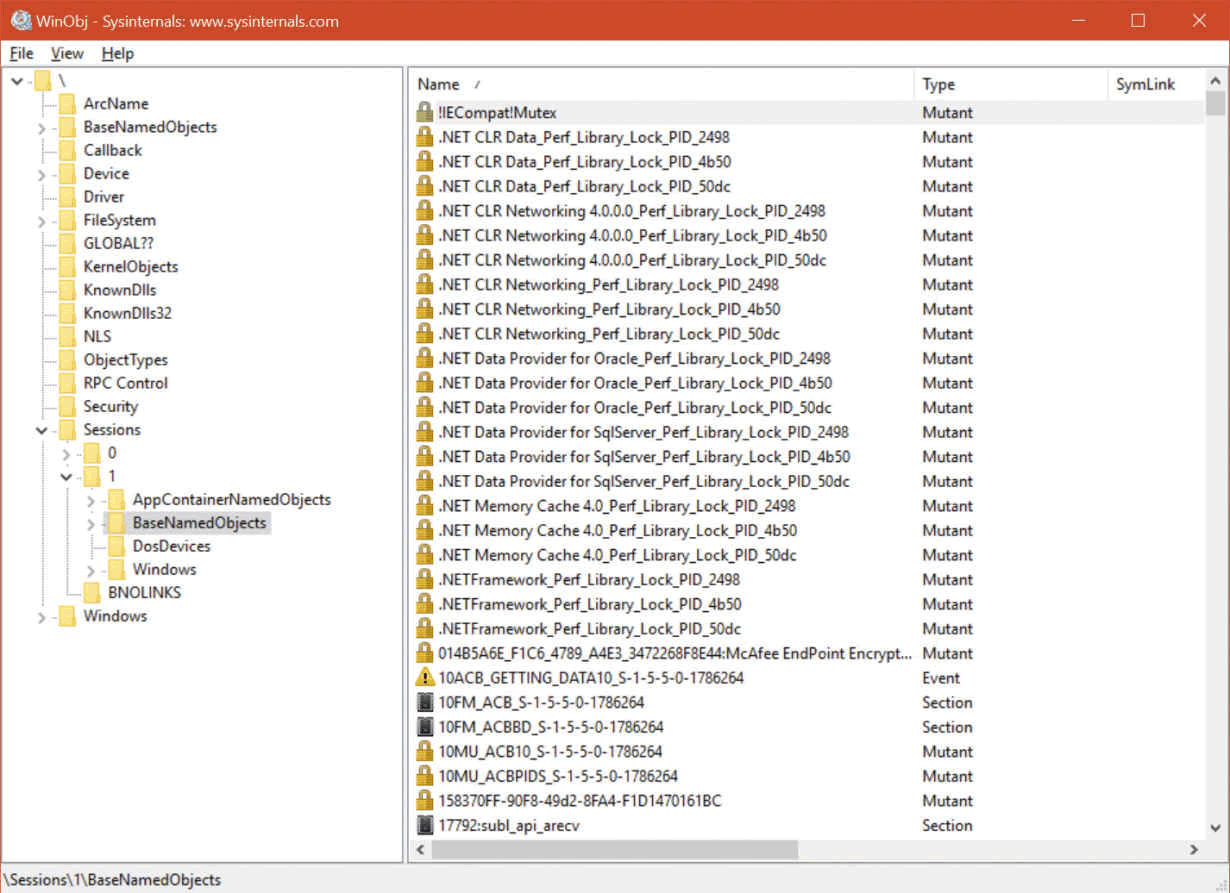 WinObj - Sysinternals: www.sysinternals.com
File View Help
\
ArcName
BaseNamedObjects
Callback
Device
Driver
FileSystem
GLOBAL??
KernelObjects
KnownDlls
KnownDlls32
NLS
ObjectTypes
RPC Control
Security
Sessions
0
1
AppContainerNamedObjects
BaseNamedObjects
DosDevices
Windows
BNOLINKS
Windows
Name / Type SymLink
!IECompat!Mutex Mutant
.NET CLR Data_Perf_Library_Lock_PID_2498 Mutant
.NET CLR Data_Perf_Library_Lock_PID_4b50 Mutant
.NET CLR Data_Perf_Library_Lock_PID_50dc Mutant
.NET CLR Networking 4.0.0.0_Perf_Library_Lock_PID_2498 Mutant
.NET CLR Networking 4.0.0.0_Perf_Library_Lock_PID_4b50 Mutant
.NET CLR Networking 4.0.0.0_Perf_Library_Lock_PID_50dc Mutant
.NET CLR Networking_Perf_Library_Lock_PID_2498 Mutant
.NET CLR Networking_Perf_Library_Lock_PID_4b50 Mutant
.NET CLR Networking_Perf_Library_Lock_PID_50dc Mutant
.NET Data Provider for Oracle_Perf_Library_Lock_PID_2498 Mutant
.NET Data Provider for Oracle_Perf_Library_Lock_PID_4b50 Mutant
.NET Data Provider for Oracle_Perf_Library_Lock_PID_50dc Mutant
.NET Data Provider for SqlServer_Perf_Library_Lock_PID_2498 Mutant
.NET Data Provider for SqlServer_Perf_Library_Lock_PID_4b50 Mutant
.NET Data Provider for SqlServer_Perf_Library_Lock_PID_50dc Mutant
.NET Memory Cache 4.0_Perf_Library_Lock_PID_2498 Mutant
.NET Memory Cache 4.0_Perf_Library_Lock_PID_4b50 Mutant
.NET Memory Cache 4.0_Perf_Library_Lock_PID_50dc Mutant
.NETFramework_Perf_Library_Lock_PID_2498 Mutant
.NETFramework_Perf_Library_Lock_PID_4b50 Mutant
.NETFramework_Perf_Library_Lock_PID_50dc Mutant
014B5A6E_F1C6_4789_A4E3_3472268F8E44:McAfee EndPoint Encrypt... Mutant
10ACB_GETTING_DATA10_S-1-5-5-0-1786264 Event
10FM_ACB_S-1-5-5-0-1786264 Section
10FM_ACBBD_S-1-5-5-0-1786264 Section
10MU_ACB10_S-1-5-5-0-1786264 Mutant
10MU_ACBPIDS_S-1-5-5-0-1786264 Mutant
158370FF-90F8-49d2-8FA4-F1D1470161BC Mutant
17792:subl_api_arecv Section
\Sessions\1\BaseNamedObjects